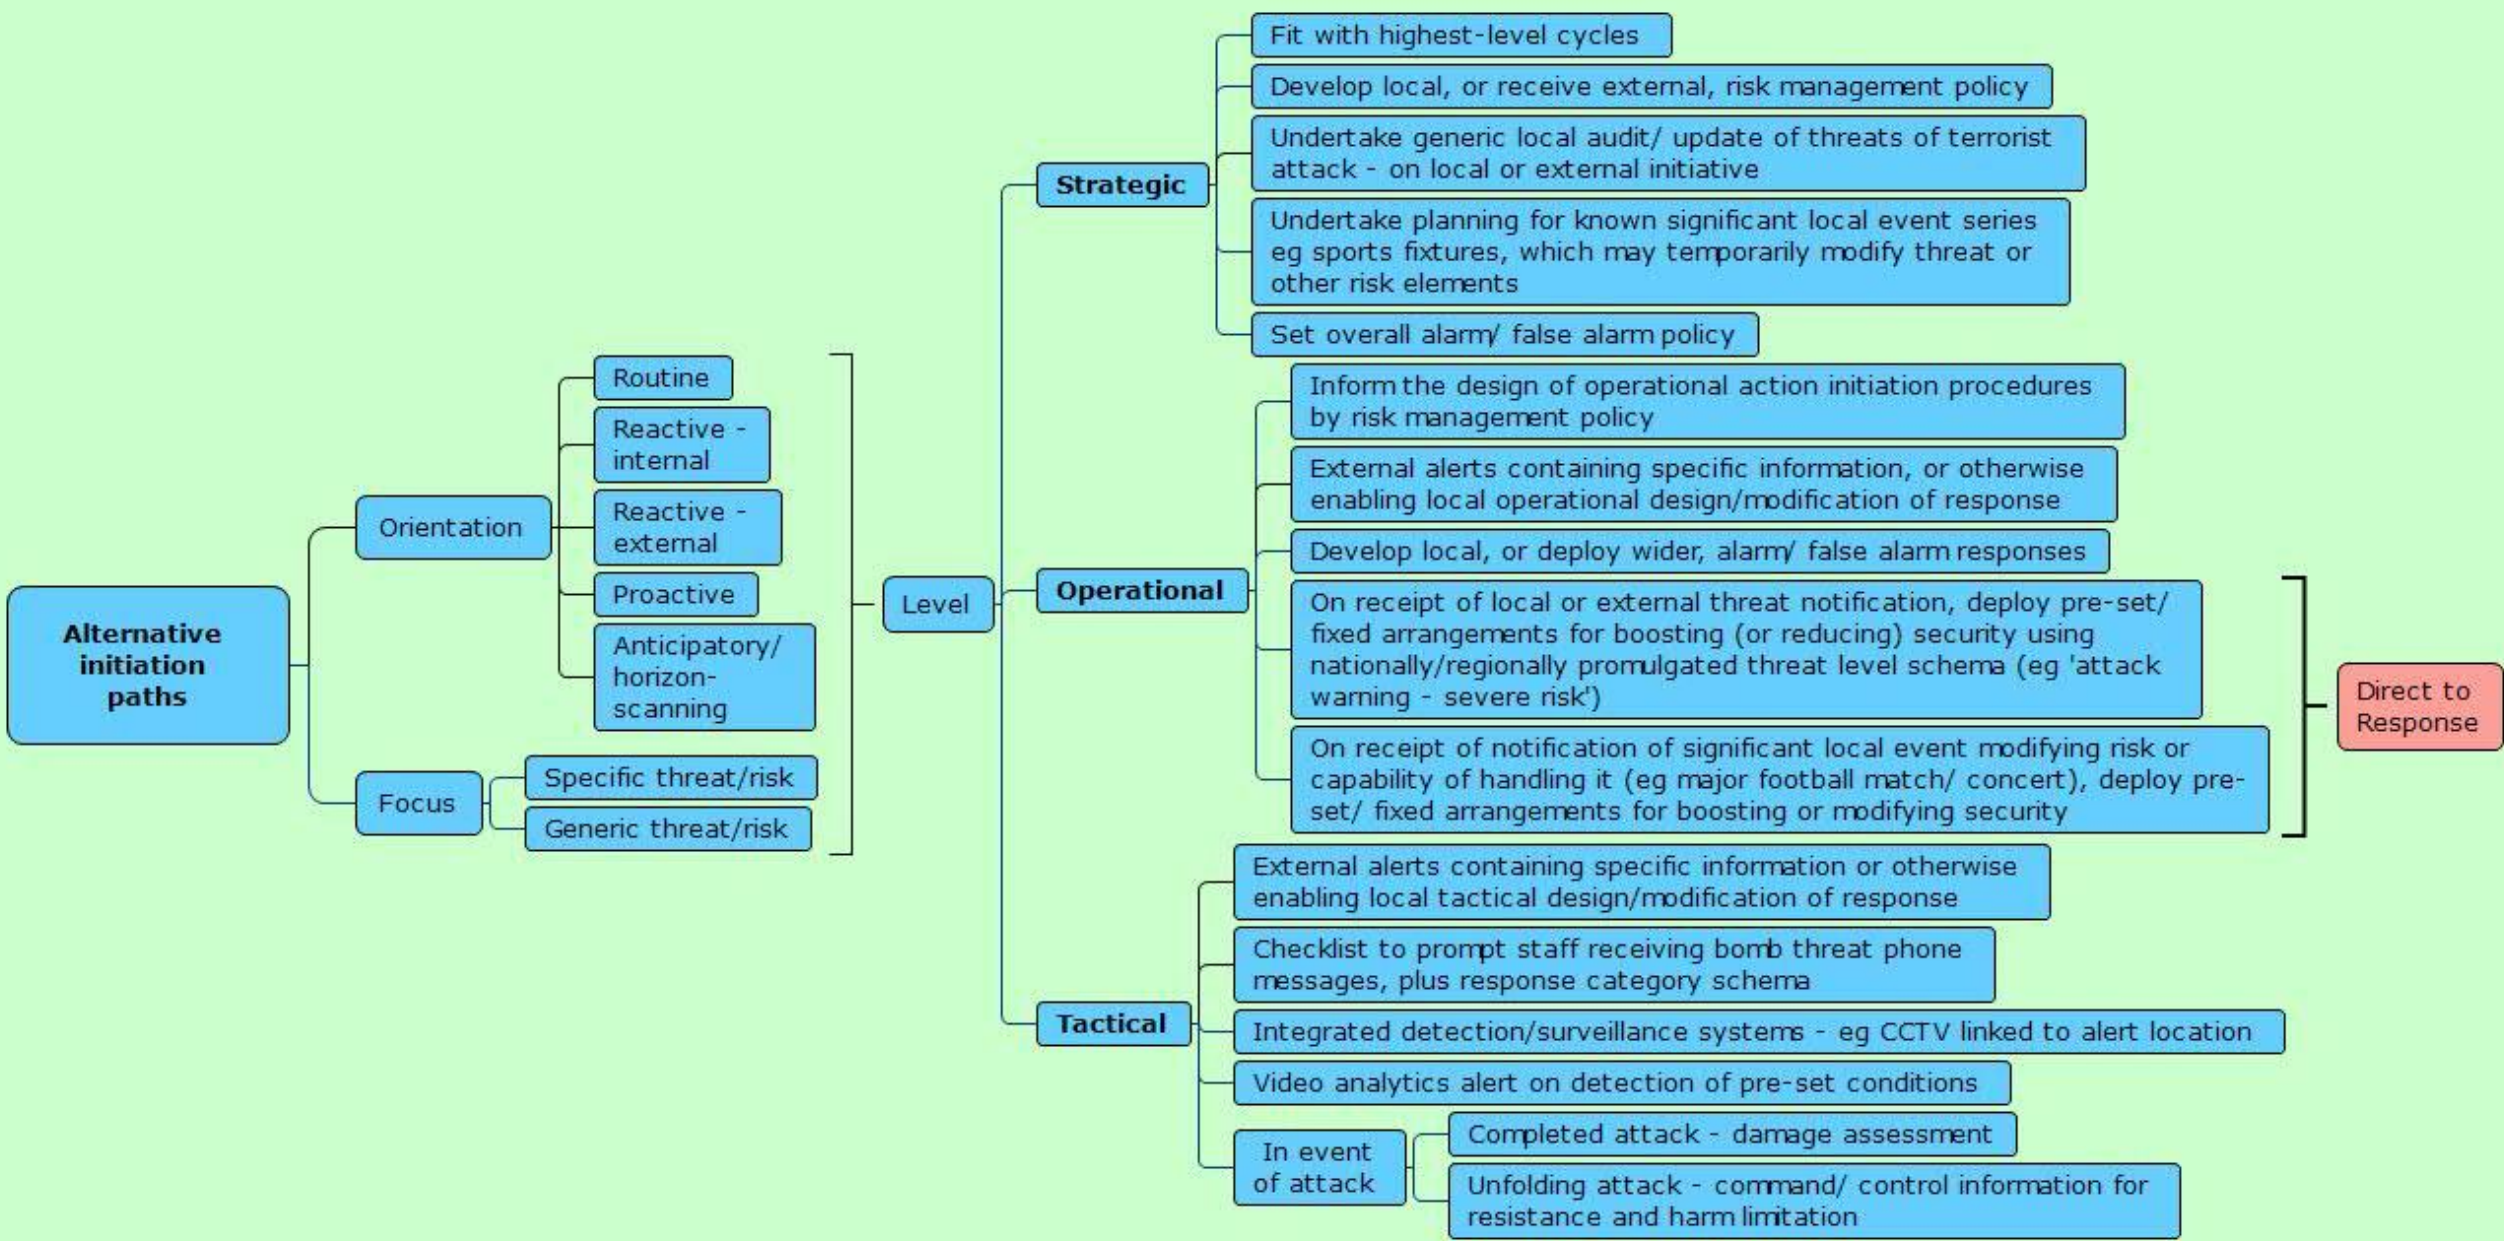 Alternative
initiation
paths
Orientation
Routine
Reactive -
internal
Reactive -
external
Proactive
Anticipatory/
horizon-
scanning
Focus
Specific threat/risk
Generic threat/risk
Level
Strategic
Fit with highest-level cycles
Develop local, or receive external, risk management policy
Undertake generic local audit/ update of threats of terrorist
attack - on local or external initiative
Undertake planning for known significant local event series
eg sports fixtures, which may temporarily modify threat or
other risk elements
Set overall alarm/ false alarm policy
Operational
Inform the design of operational action initiation procedures
by risk management policy
External alerts containing specific information, or otherwise
enabling local operational design/modification of response
Develop local, or deploy wider, alarm/ false alarm responses
On receipt of local or external threat notification, deploy pre-set/
fixed arrangements for boosting (or reducing) security using
nationally/regionally promulgated threat level schema (eg 'attack
warning - severe risk')
On receipt of notification of significant local event modifying risk or
capability of handling it (eg major football match/ concert), deploy pre-
set/ fixed arrangements for boosting or modifying security
Direct to
Response
Tactical
External alerts containing specific information or otherwise
enabling local tactical design/modification of response
Checklist to prompt staff receiving bomb threat phone
messages, plus response category schema
Integrated detection/surveillance systems - eg CCTV linked to alert location
Video analytics alert on detection of pre-set conditions
In event
of attack
Completed attack - damage assessment
Unfolding attack - command/ control information for
resistance and harm limitation